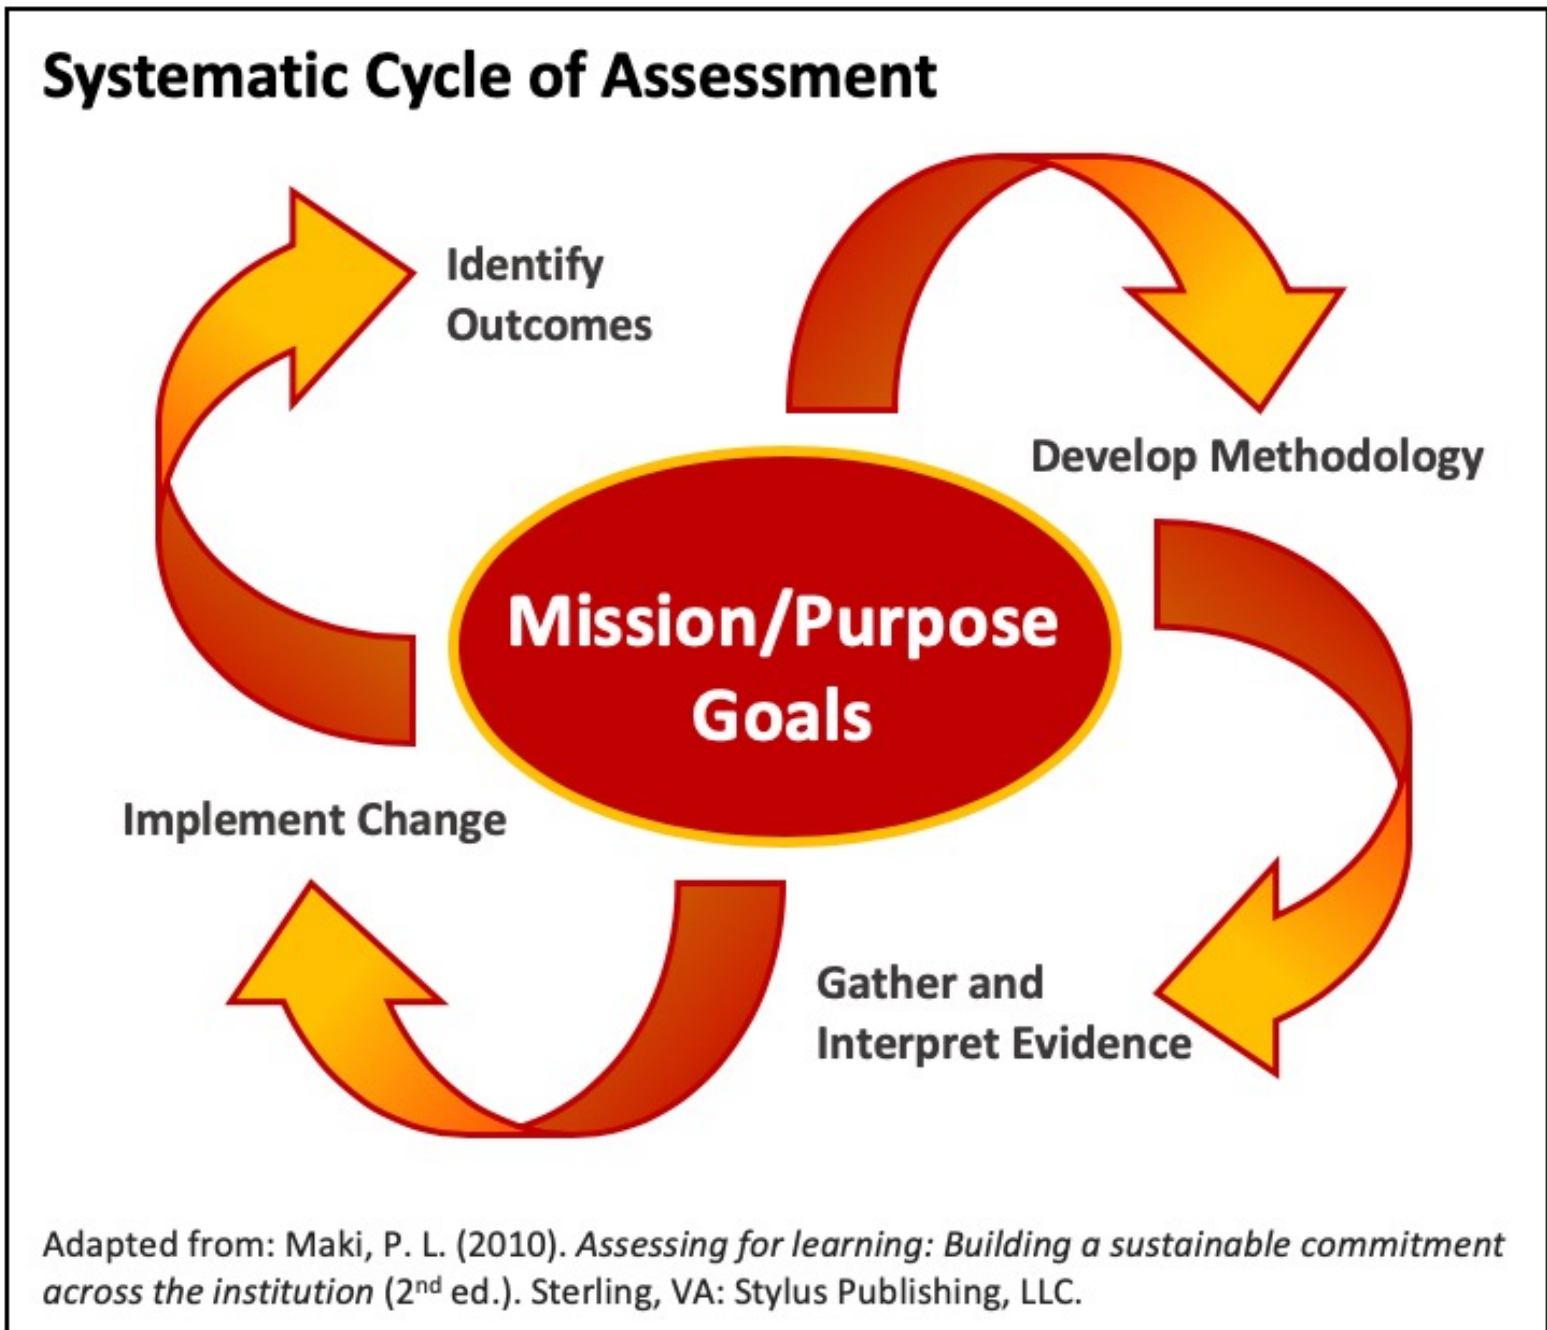 Systematic Cycle of Assessment
Identify
Outcomes
Develop Methodology
Mission/Purpose
Goals
Implement Change
Gather and
Interpret Evidence
Adapted from: Maki, P. L. (2010). Assessing for learning: Building a sustainable commitment
across the institution (2nd ed.). Sterling, VA: Stylus Publishing, LLC.